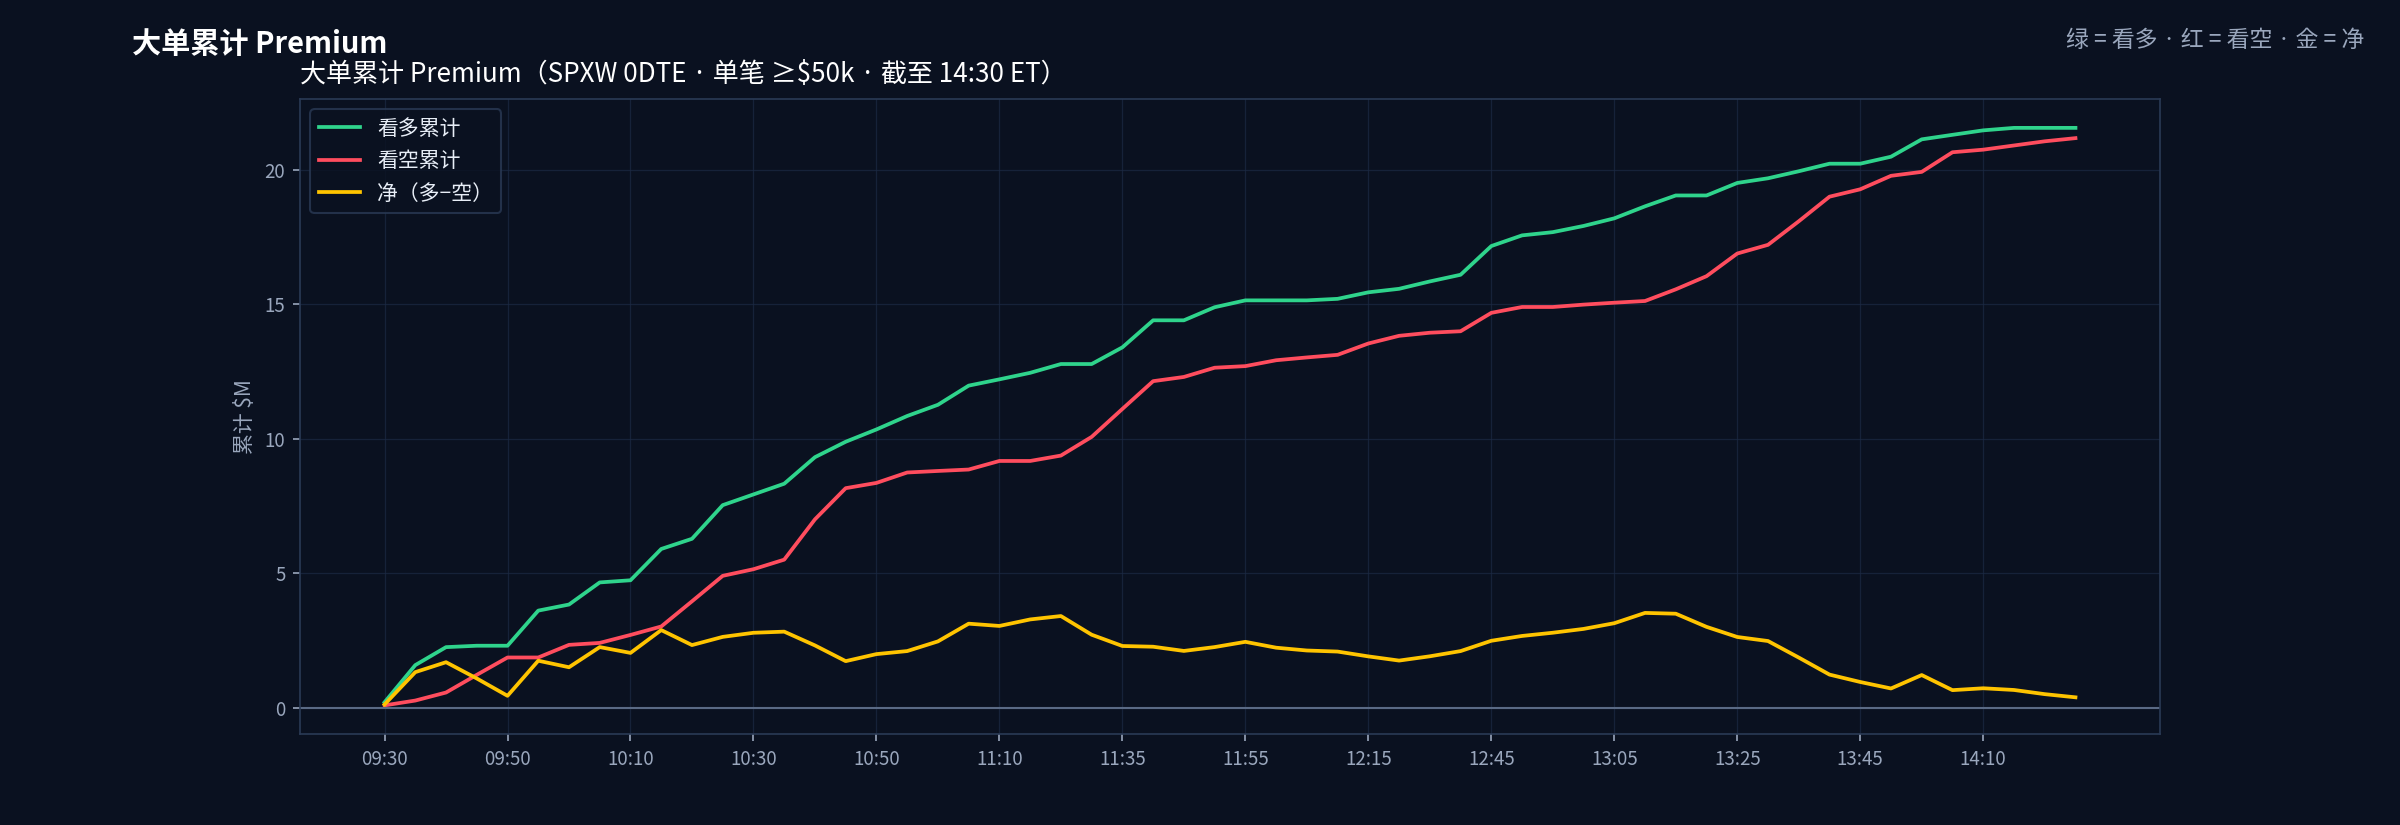 大单累计 Premium
绿 = 看多 · 红 = 看空 · 金 = 净
大单累计 Premium（SPXW 0DTE · 单笔 ≥$50k · 截至 14:30 ET）
看多累计
看空累计
净（多−空）
累计 $M
20
15
10
5
0
09:30 09:50 10:10 10:30 10:50 11:10 11:35 11:55 12:15 12:45 13:05 13:25 13:45 14:10